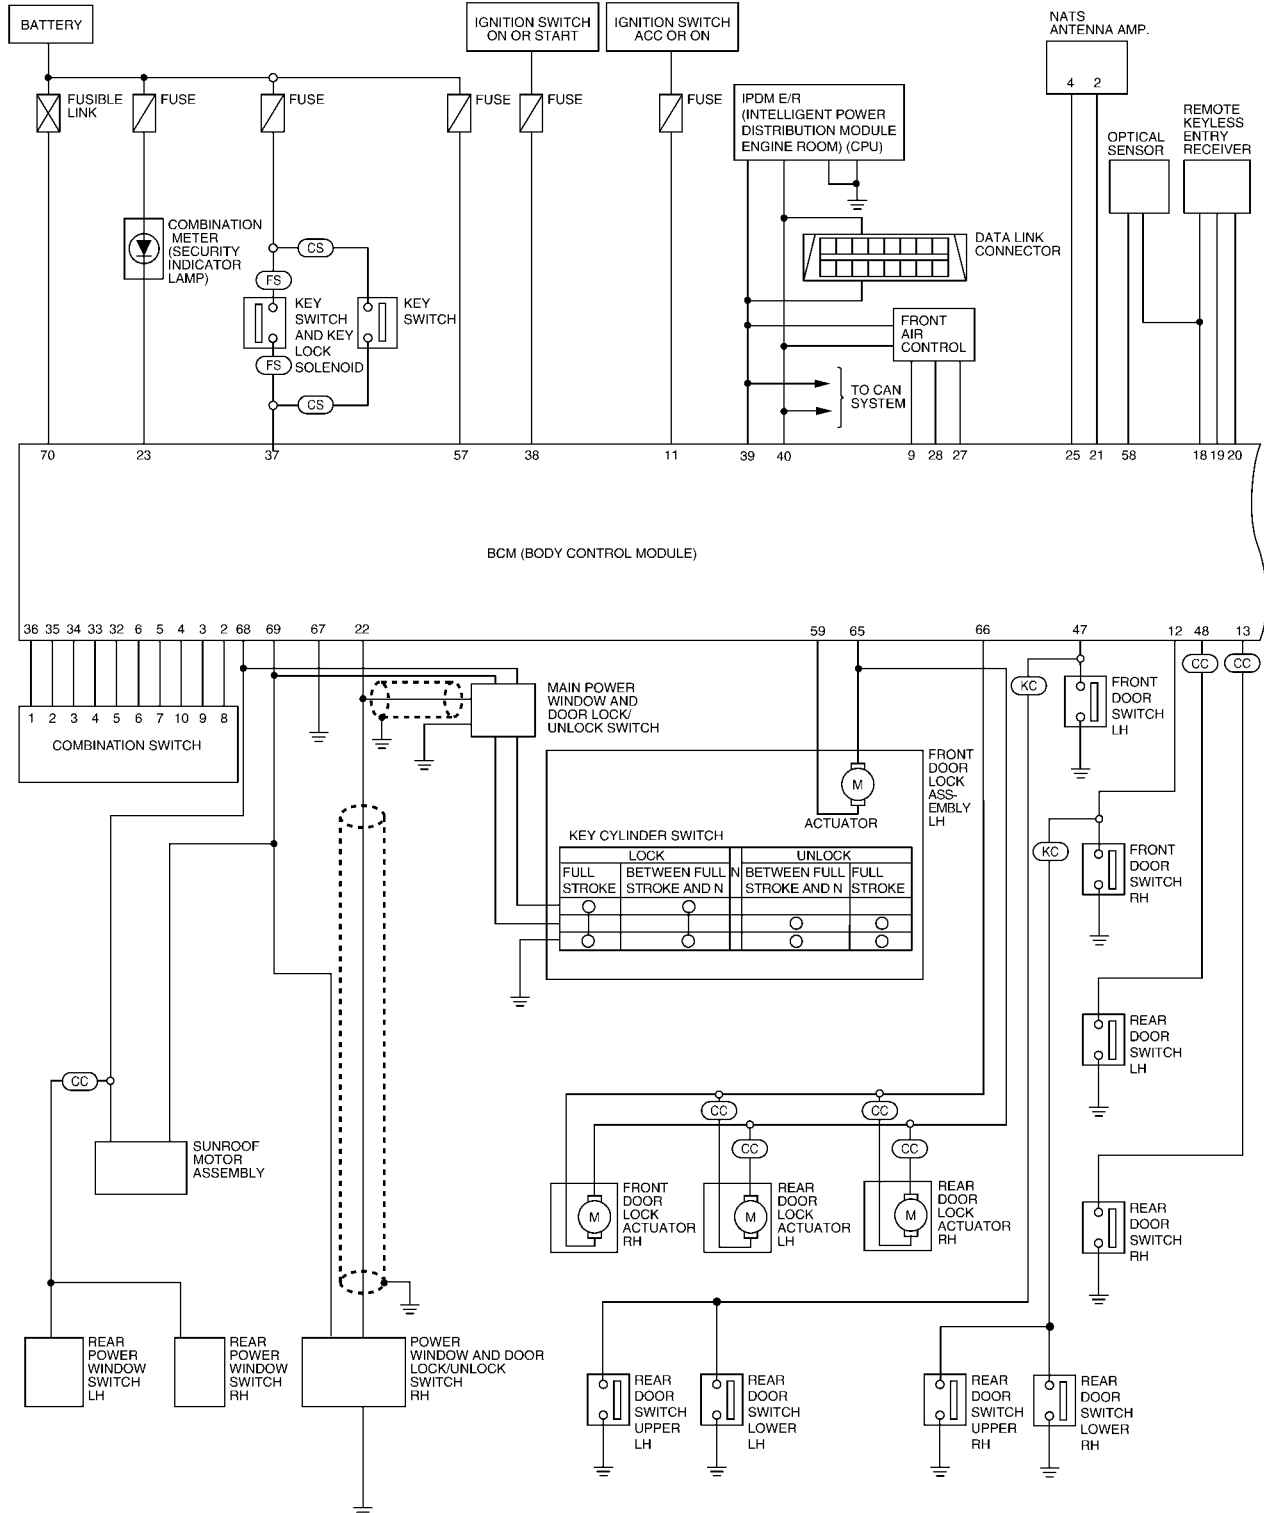 BATTERY
IGNITION SWITCH
ON OR START
IGNITION SWITCH
ACC OR ON
NATS
ANTENNA AMP.
4 2
FUSIBLE
LINK
FUSE
FUSE
FUSE
FUSE
FUSE
IPDM E/R
(INTELLIGENT POWER
DISTRIBUTION MODULE
ENGINE ROOM) (CPU)
OPTICAL
SENSOR
REMOTE
KEYLESS
ENTRY
RECEIVER
COMBINATION
METER
(SECURITY
INDICATOR
LAMP)
CS
FS
KEY
SWITCH
AND KEY
LOCK
SOLENOID
KEY
SWITCH
FS
CS
DATA LINK
CONNECTOR
FRONT
AIR
CONTROL
TO CAN
SYSTEM
70 23 37 57 38 11 39 40 9 28 27 25 21 58 18 19 20
BCM (BODY CONTROL MODULE)
36 35 34 33 32 6 5 4 3 2 68 69 67 22 59 65 66 47 12 48 13
1 2 3 4 5 6 7 10 9 8
COMBINATION SWITCH
MAIN POWER
WINDOW AND
DOOR LOCK/
UNLOCK SWITCH
KC
CC
CC
FRONT
DOOR
SWITCH
LH
FRONT
DOOR
LOCK
ASS-
EMBLY
LH
M
ACTUATOR
KEY CYLINDER SWITCH
LOCK UNLOCK
FULL BETWEEN FULL N BETWEEN FULL FULL
STROKE STROKE AND N STROKE AND N STROKE
KC
FRONT
DOOR
SWITCH
RH
REAR
DOOR
SWITCH
LH
CC
SUNROOF
MOTOR
ASSEMBLY
CC
CC
CC
CC
FRONT
DOOR
LOCK
ACTUATOR
RH
M
REAR
DOOR
LOCK
ACTUATOR
LH
M
REAR
DOOR
LOCK
ACTUATOR
RH
M
REAR
DOOR
SWITCH
RH
REAR
POWER
WINDOW
SWITCH
LH
REAR
POWER
WINDOW
SWITCH
RH
POWER
WINDOW AND DOOR
LOCK/UNLOCK
SWITCH
RH
REAR
DOOR
SWITCH
UPPER
LH
REAR
DOOR
SWITCH
LOWER
LH
REAR
DOOR
SWITCH
UPPER
RH
REAR
DOOR
SWITCH
LOWER
RH